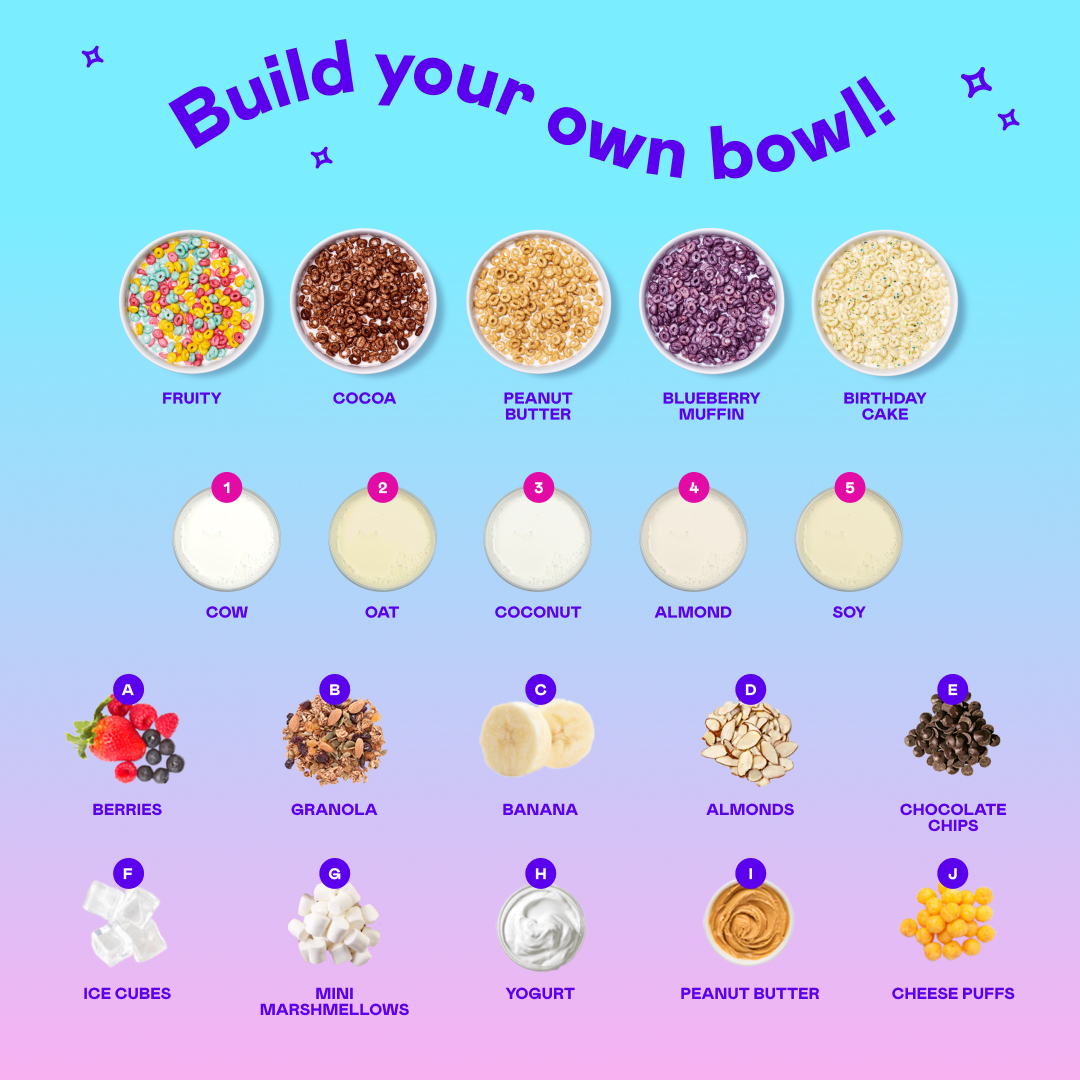 Build your own bowl!
FRUITY
COCOA
PEANUT
BUTTER
BLUEBERRY
MUFFIN
BIRTHDAY
CAKE
1
2
3
4
5
COW
OAT
COCONUT
ALMOND
SOY
A
B
C
D
E
BERRIES
GRANOLA
BANANA
ALMONDS
CHOCOLATE
CHIPS
F
G
H
I
J
ICE CUBES
MINI
MARSHMELLOWS
YOGURT
PEANUT BUTTER
CHEESE PUFFS